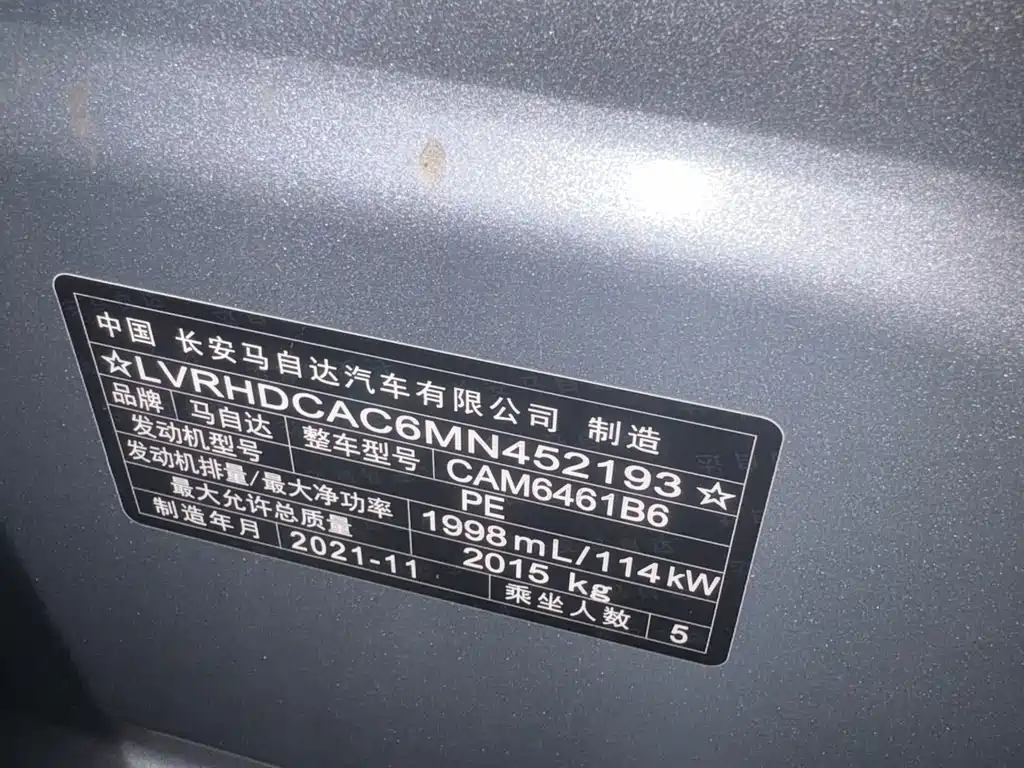 中国 长安马自达汽车有限公司 制造
☆LVRHDCAC6MN452193☆
品牌 马自达 整车型号 CAM6461B6
发动机型号 PE
发动机排量/最大净功率 1998mL/114kW
最大允许总质量 2015 kg
制造年月 2021-11 乘坐人数 5